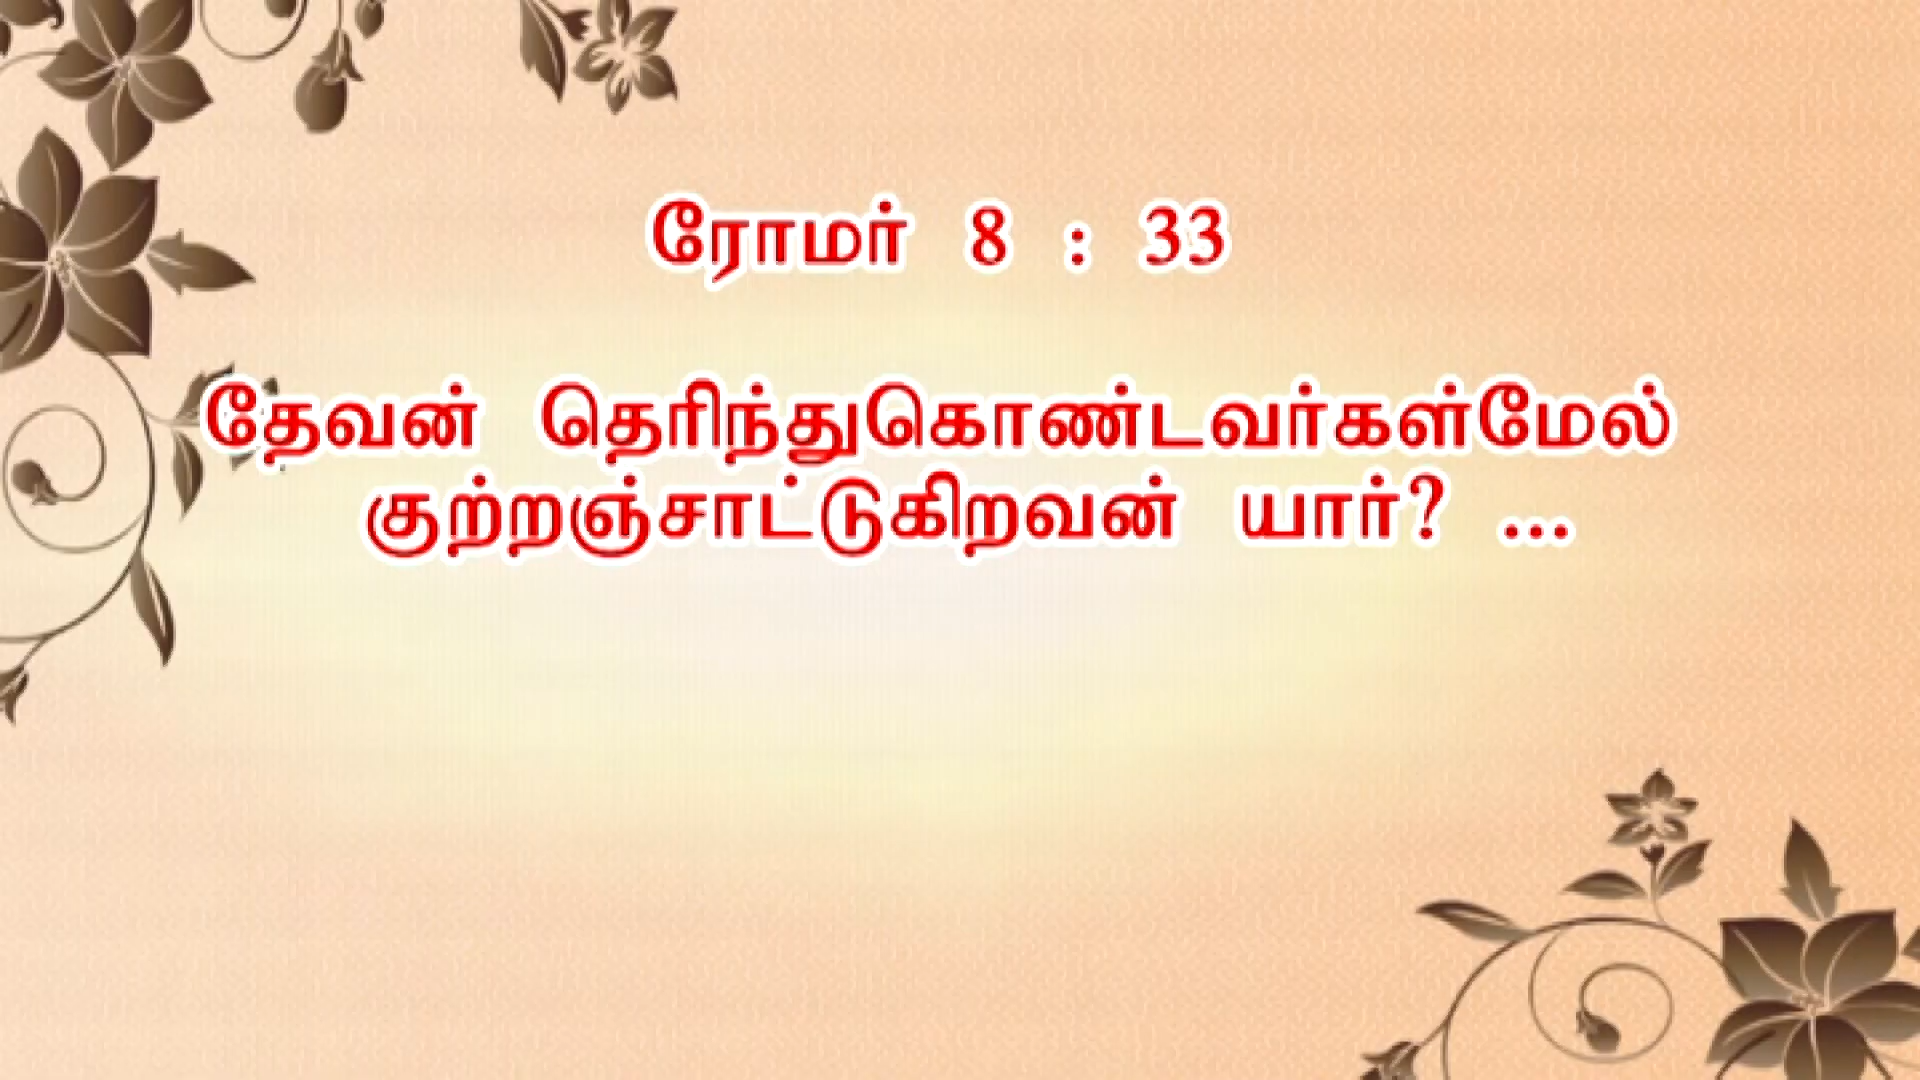 ரோமர் 8 : 33
தேவன் தெரிந்துகொண்டவர்கள்மேல்
குற்றஞ்சாட்டுகிறவன் யார்? ...